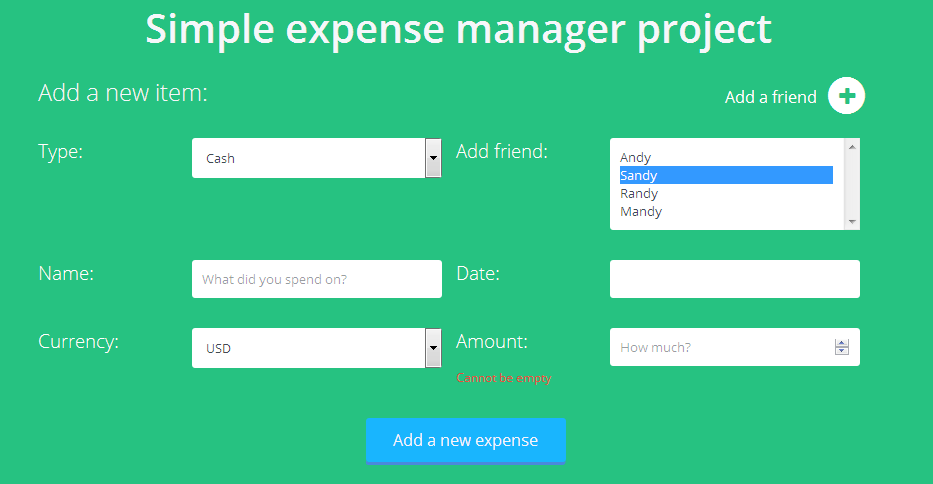 Simple expense manager project
Add a new item:
Add a friend
Type:
Cash
Add friend:
Andy
Sandy
Randy
Mandy
Name:
What did you spend on?
Date:
Currency:
USD
Amount:
How much?
Cannot be empty
Add a new expense